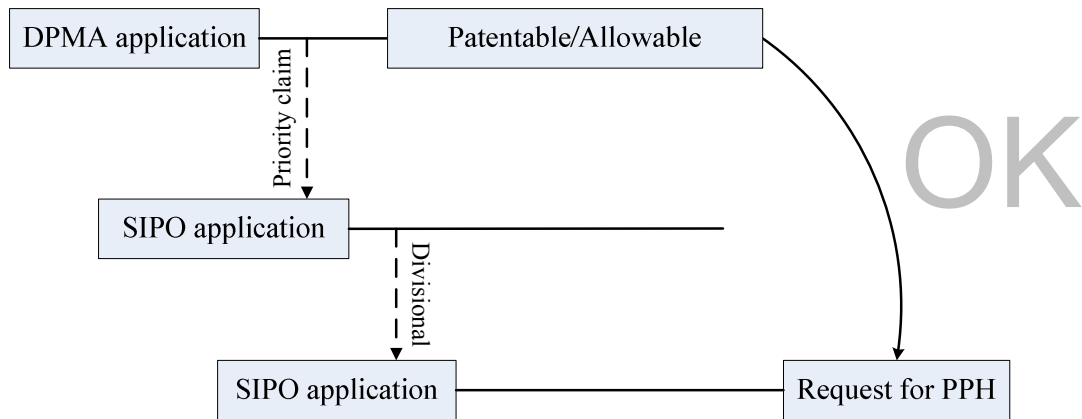 DPMA application
Patentable/Allowable
Priority claim
OK
SIPO application
Divisional
SIPO application
Request for PPH